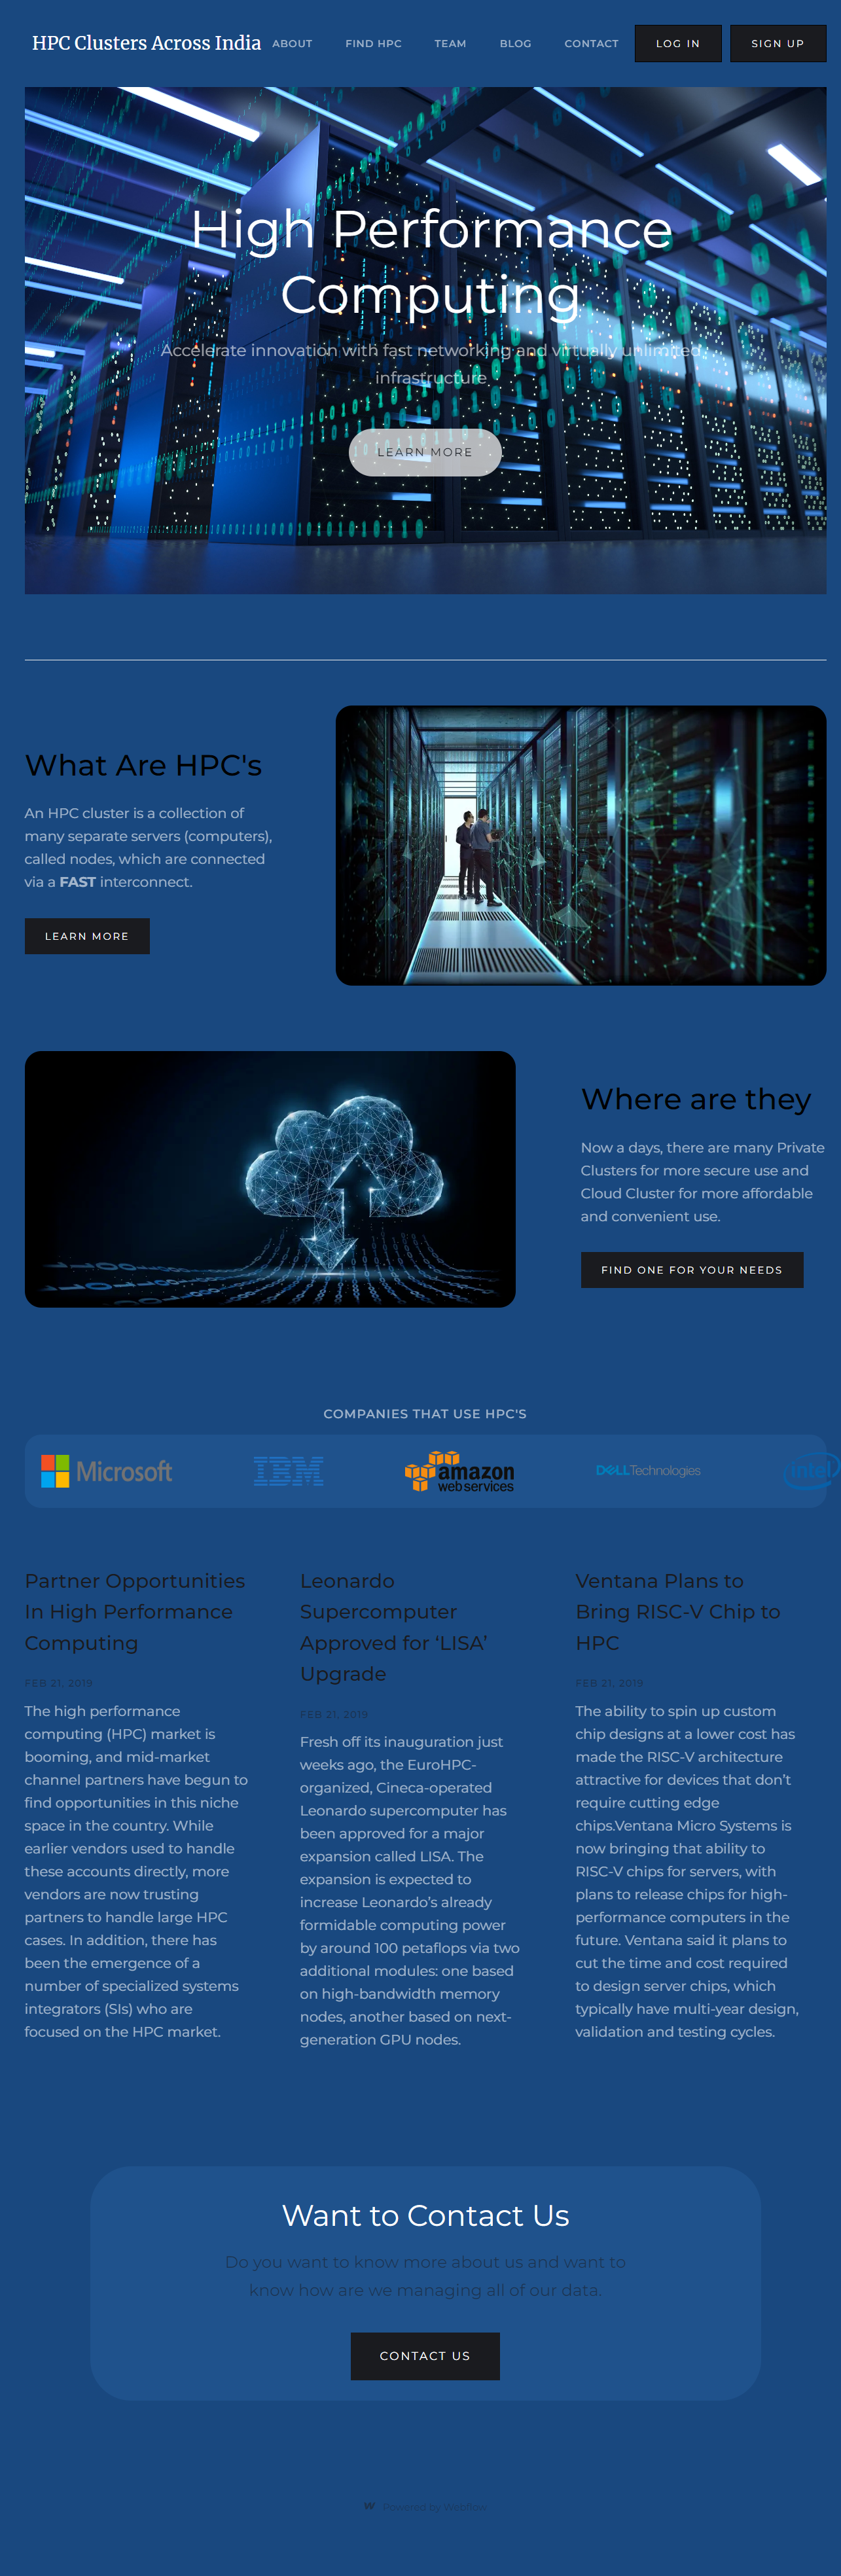 HPC Clusters Across India ABOUT FIND HPC TEAM BLOG CONTACT LOG IN SIGN UP
High Performance
Computing
Accelerate innovation with fast networking and virtually unlimited
infrastructure
LEARN MORE
What Are HPC's
An HPC cluster is a collection of
many separate servers (computers),
called nodes, which are connected
via a FAST interconnect.
LEARN MORE
Where are they
Now a days, there are many Private
Clusters for more secure use and
Cloud Cluster for more affordable
and convenient use.
FIND ONE FOR YOUR NEEDS
COMPANIES THAT USE HPC'S
Microsoft IBM amazon DELLTechnologies intel
webservices
Partner Opportunities
In High Performance
Computing
FEB 21, 2019
The high performance
computing (HPC) market is
booming, and mid-market
channel partners have begun to
find opportunities in this niche
space in the country. While
earlier vendors used to handle
these accounts directly, more
vendors are now trusting
partners to handle large HPC
cases. In addition, there has
been the emergence of a
number of specialized systems
integrators (SIs) who are
focused on the HPC market.
Leonardo
Supercomputer
Approved for ‘LISA’
Upgrade
FEB 21, 2019
Fresh off its inauguration just
weeks ago, the EuroHPC-
organized, Cineca-operated
Leonardo supercomputer has
been approved for a major
expansion called LISA. The
expansion is expected to
increase Leonardo’s already
formidable computing power
by around 100 petaflops via two
additional modules: one based
on high-bandwidth memory
nodes, another based on next-
generation GPU nodes.
Ventana Plans to
Bring RISC-V Chip to
HPC
FEB 21, 2019
The ability to spin up custom
chip designs at a lower cost has
made the RISC-V architecture
attractive for devices that don’t
require cutting edge
chips.Ventana Micro Systems is
now bringing that ability to
RISC-V chips for servers, with
plans to release chips for high-
performance computers in the
future. Ventana said it plans to
cut the time and cost required
to design server chips, which
typically have multi-year design,
validation and testing cycles.
Want to Contact Us
Do you want to know more about us and want to
know how are we managing all of our data.
CONTACT US
Powered by Webflow